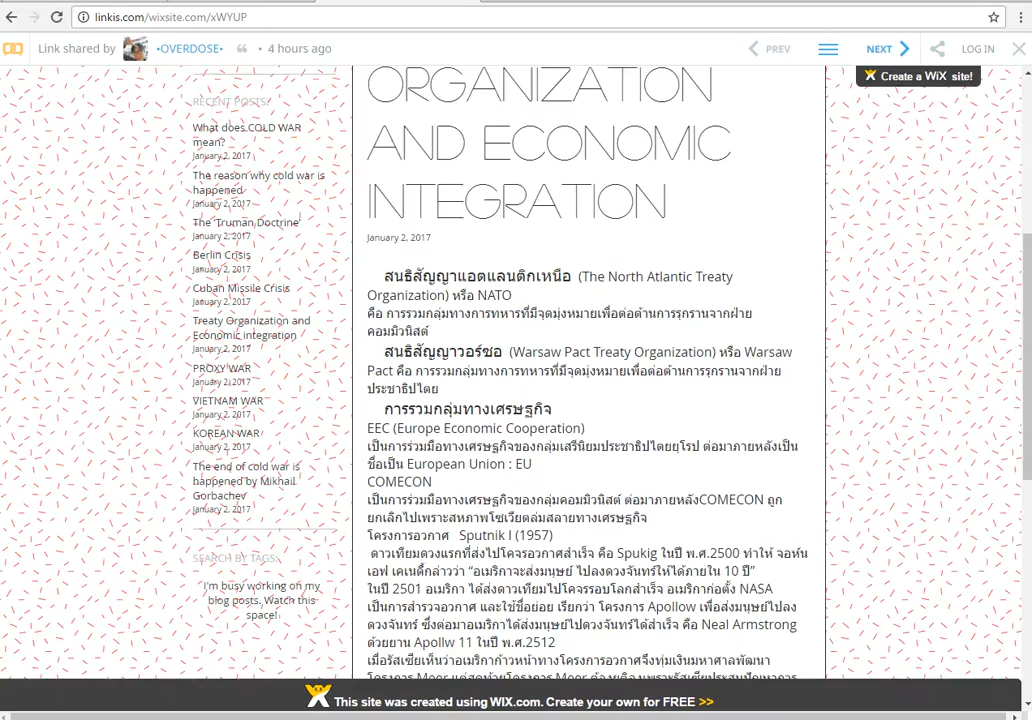 linkis.com/wixsite.com/xWYUP
Link shared by •OVERDOSE• • 4 hours ago
PREV
NEXT
LOG IN
Create a WiX site!
RECENT POSTS:
What does COLD WAR
mean?
January 2, 2017
The reason why cold war is
happened
January 2, 2017
The 'Truman Doctrine'
January 2, 2017
Berlin Crisis
January 2, 2017
Cuban Missile Crisis
January 2, 2017
Treaty Organization and
Economic integration
January 2, 2017
PROXY WAR
January 2, 2017
VIETNAM WAR
January 2, 2017
KOREAN WAR
January 2, 2017
The end of cold war is
happened by Mikhail
Gorbachev
January 2, 2017
SEARCH BY TAGS:
I'm busy working on my
blog posts. Watch this
space!
ORGANIZATION
AND ECONOMIC
INTEGRATION
January 2, 2017
สนธิสัญญาแอตแลนติกเหนือ (The North Atlantic Treaty
Organization) หรือ NATO
คือ การรวมกลุ่มทางการทหารที่มีจุดมุ่งหมายเพื่อต่อต้านการรุกรานจากฝ่าย
คอมมิวนิสต์
สนธิสัญญาวอร์ซอ (Warsaw Pact Treaty Organization) หรือ Warsaw
Pact คือ การรวมกลุ่มทางการทหารที่มีจุดมุ่งหมายเพื่อต่อต้านการรุกรานจากฝ่าย
ประชาธิปไตย
การรวมกลุ่มทางเศรษฐกิจ
EEC (Europe Economic Cooperation)
เป็นการร่วมมือทางเศรษฐกิจของกลุ่มเสรีนิยมประชาธิปไตยยุโรป ต่อมาภายหลังเป็น
ชื่อเป็น European Union : EU
COMECON
เป็นการร่วมมือทางเศรษฐกิจของกลุ่มคอมมิวนิสต์ ต่อมาภายหลังCOMECON ถูก
ยกเลิกไปเพราะสหภาพโซเวียตล่มสลายทางเศรษฐกิจ
โครงการอวกาศ Sputnik I (1957)
ดาวเทียมดวงแรกที่ส่งไปโคจรอวกาศสำเร็จ คือ Spukig ในปี พ.ศ.2500 ทำให้ จอห์น
เอฟ เคเนดี้กล่าวว่า “อเมริกาจะส่งมนุษย์ ไปลงดวงจันทร์ให้ได้ภายใน 10 ปี”
ในปี 2501 อเมริกา ได้ส่งดาวเทียมไปโคจรรอบโลกสำเร็จ อเมริกาก่อตั้ง NASA
เป็นการสำรวจอวกาศ และใช้ชื่อย่อย เรียกว่า โครงการ Apollow เพื่อส่งมนุษย์ไปลง
ดวงจันทร์ ซึ่งต่อมาอเมริกาได้ส่งมนุษย์ไปดวงจันทร์ได้สำเร็จ คือ Neal Armstrong
ด้วยยาน Apollw 11 ในปี พ.ศ.2512
เมื่อรัสเซียเห็นว่าอเมริกาก้าวหน้าทางโครงการอวกาศจึงทุ่มเงินมหาศาลพัฒนา
This site was created using WIX.com. Create your own for FREE >>